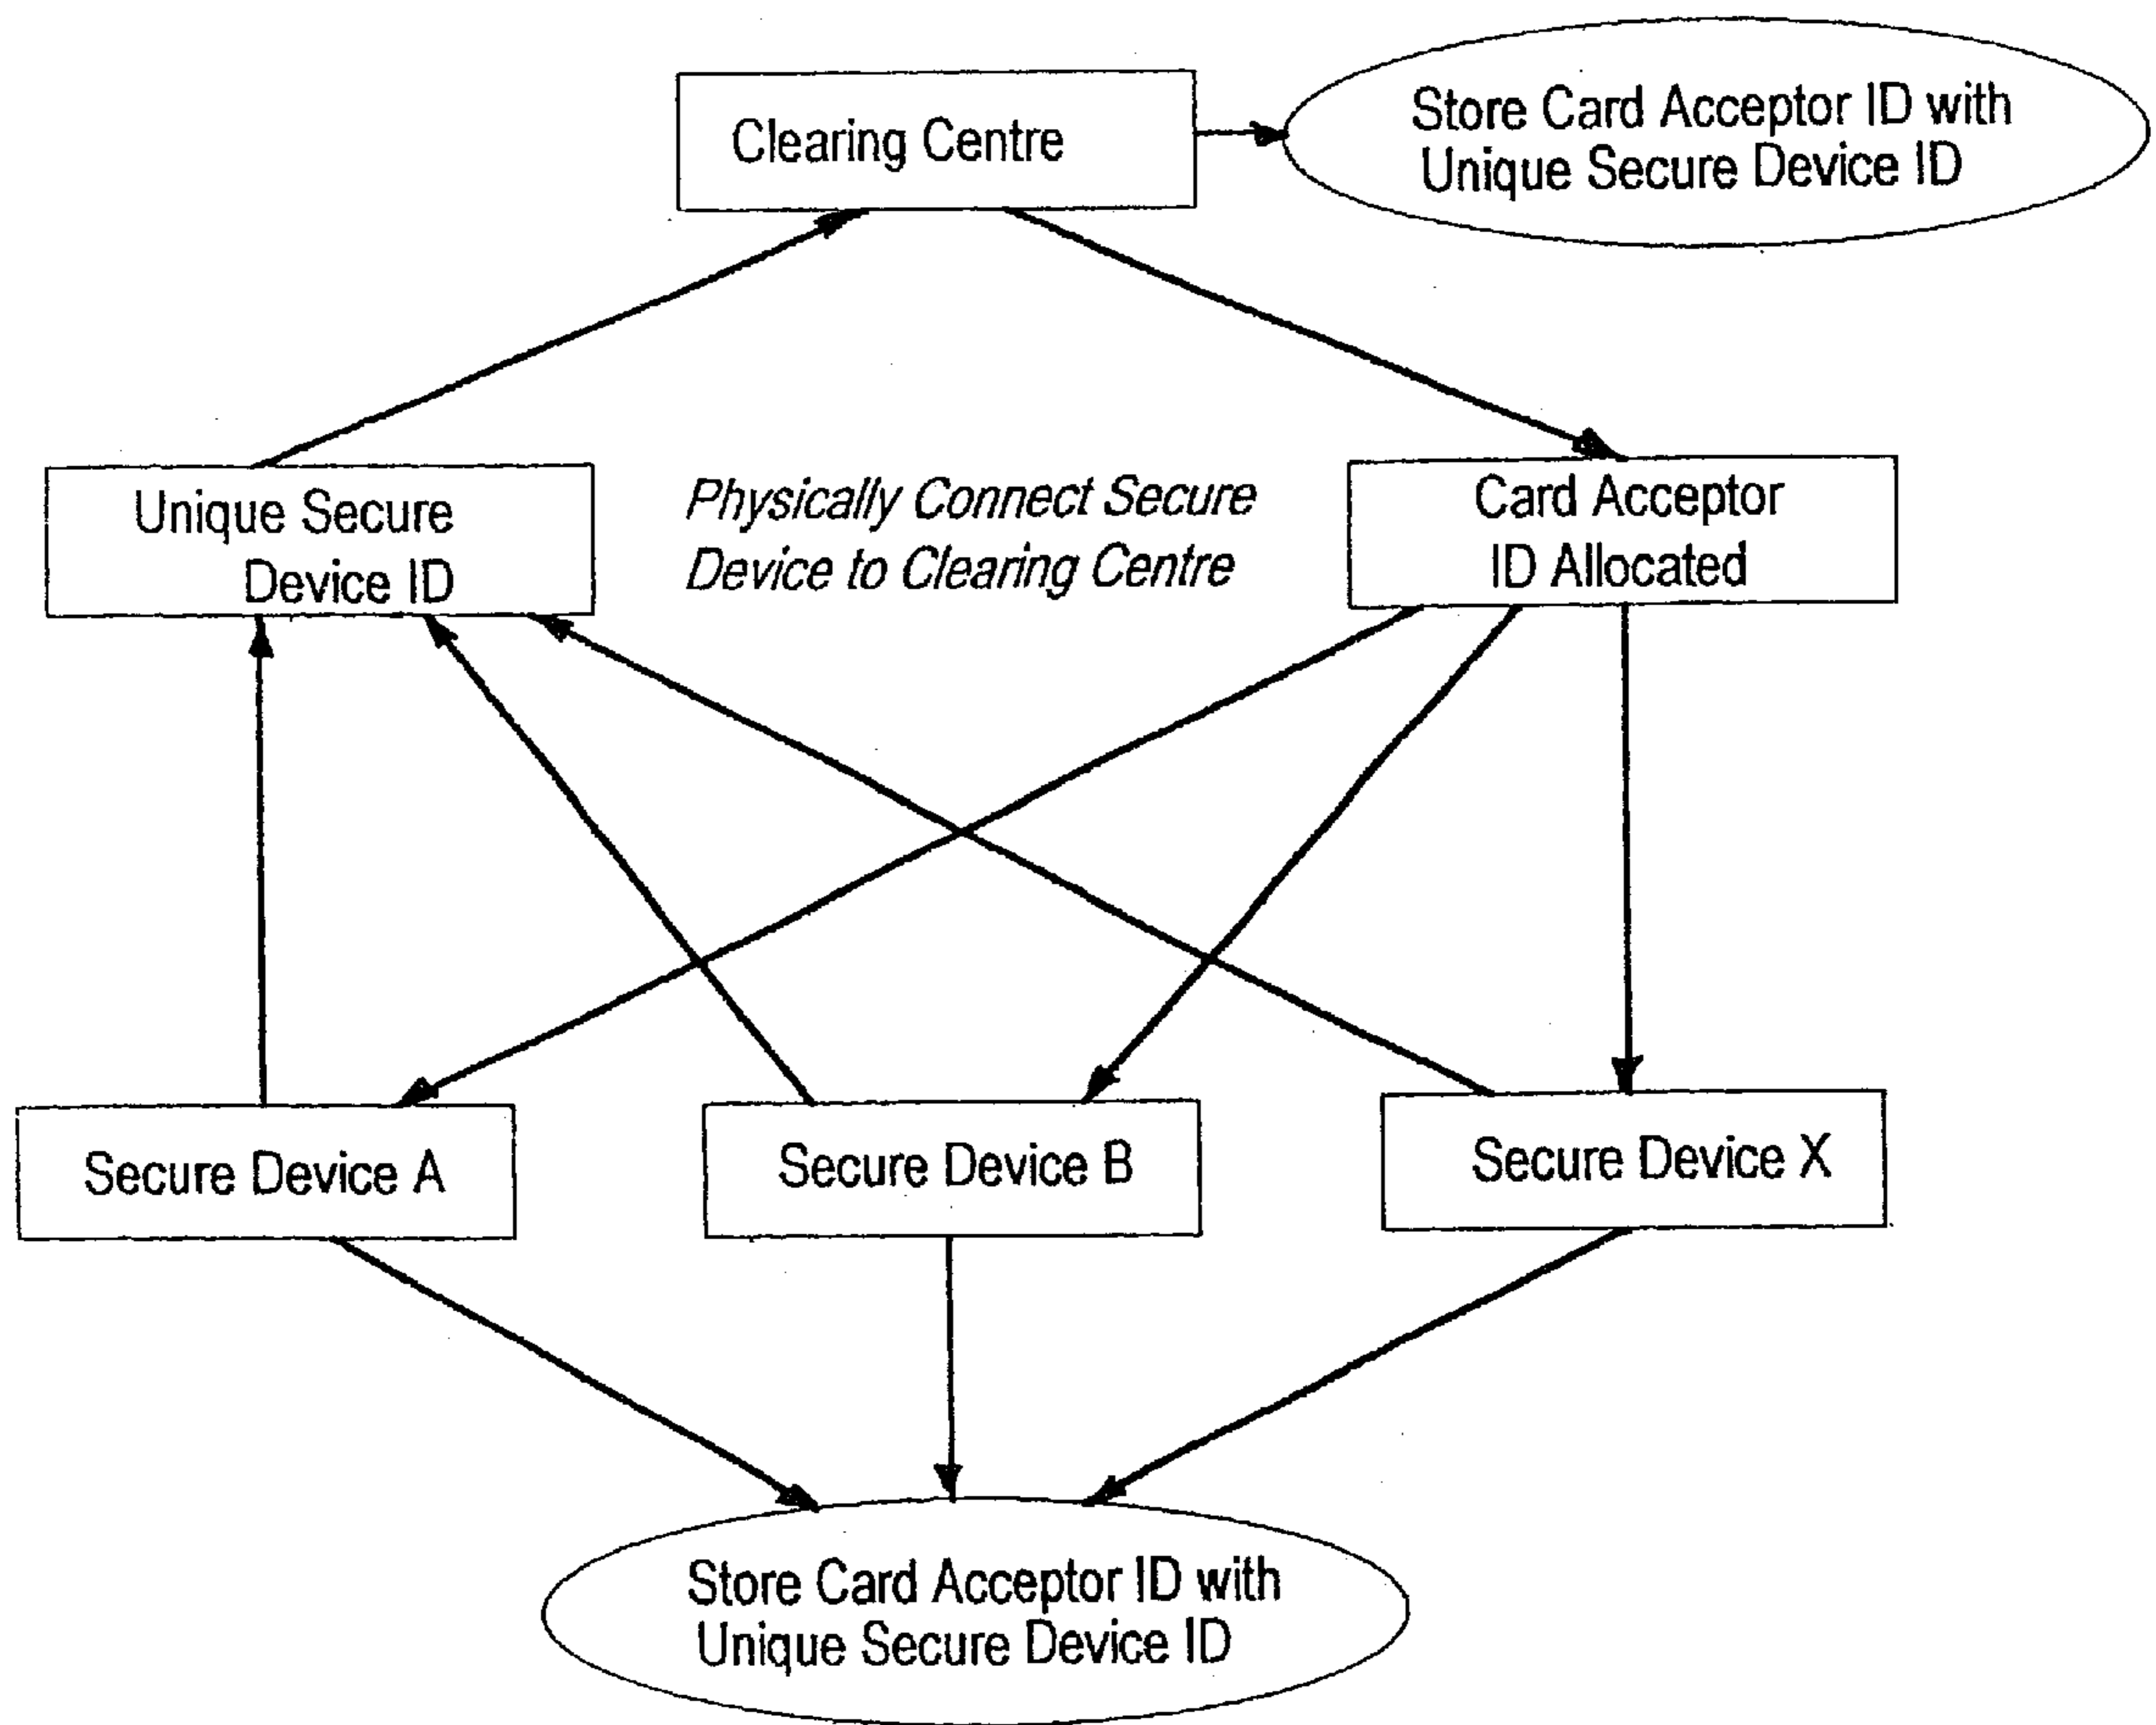 Clearing Centre
Store Card Acceptor ID with
Unique Secure Device ID
Unique Secure
Device ID
Physically Connect Secure
Device to Clearing Centre
Card Acceptor
ID Allocated
Secure Device A
Secure Device B
Secure Device X
Store Card Acceptor ID with
Unique Secure Device ID